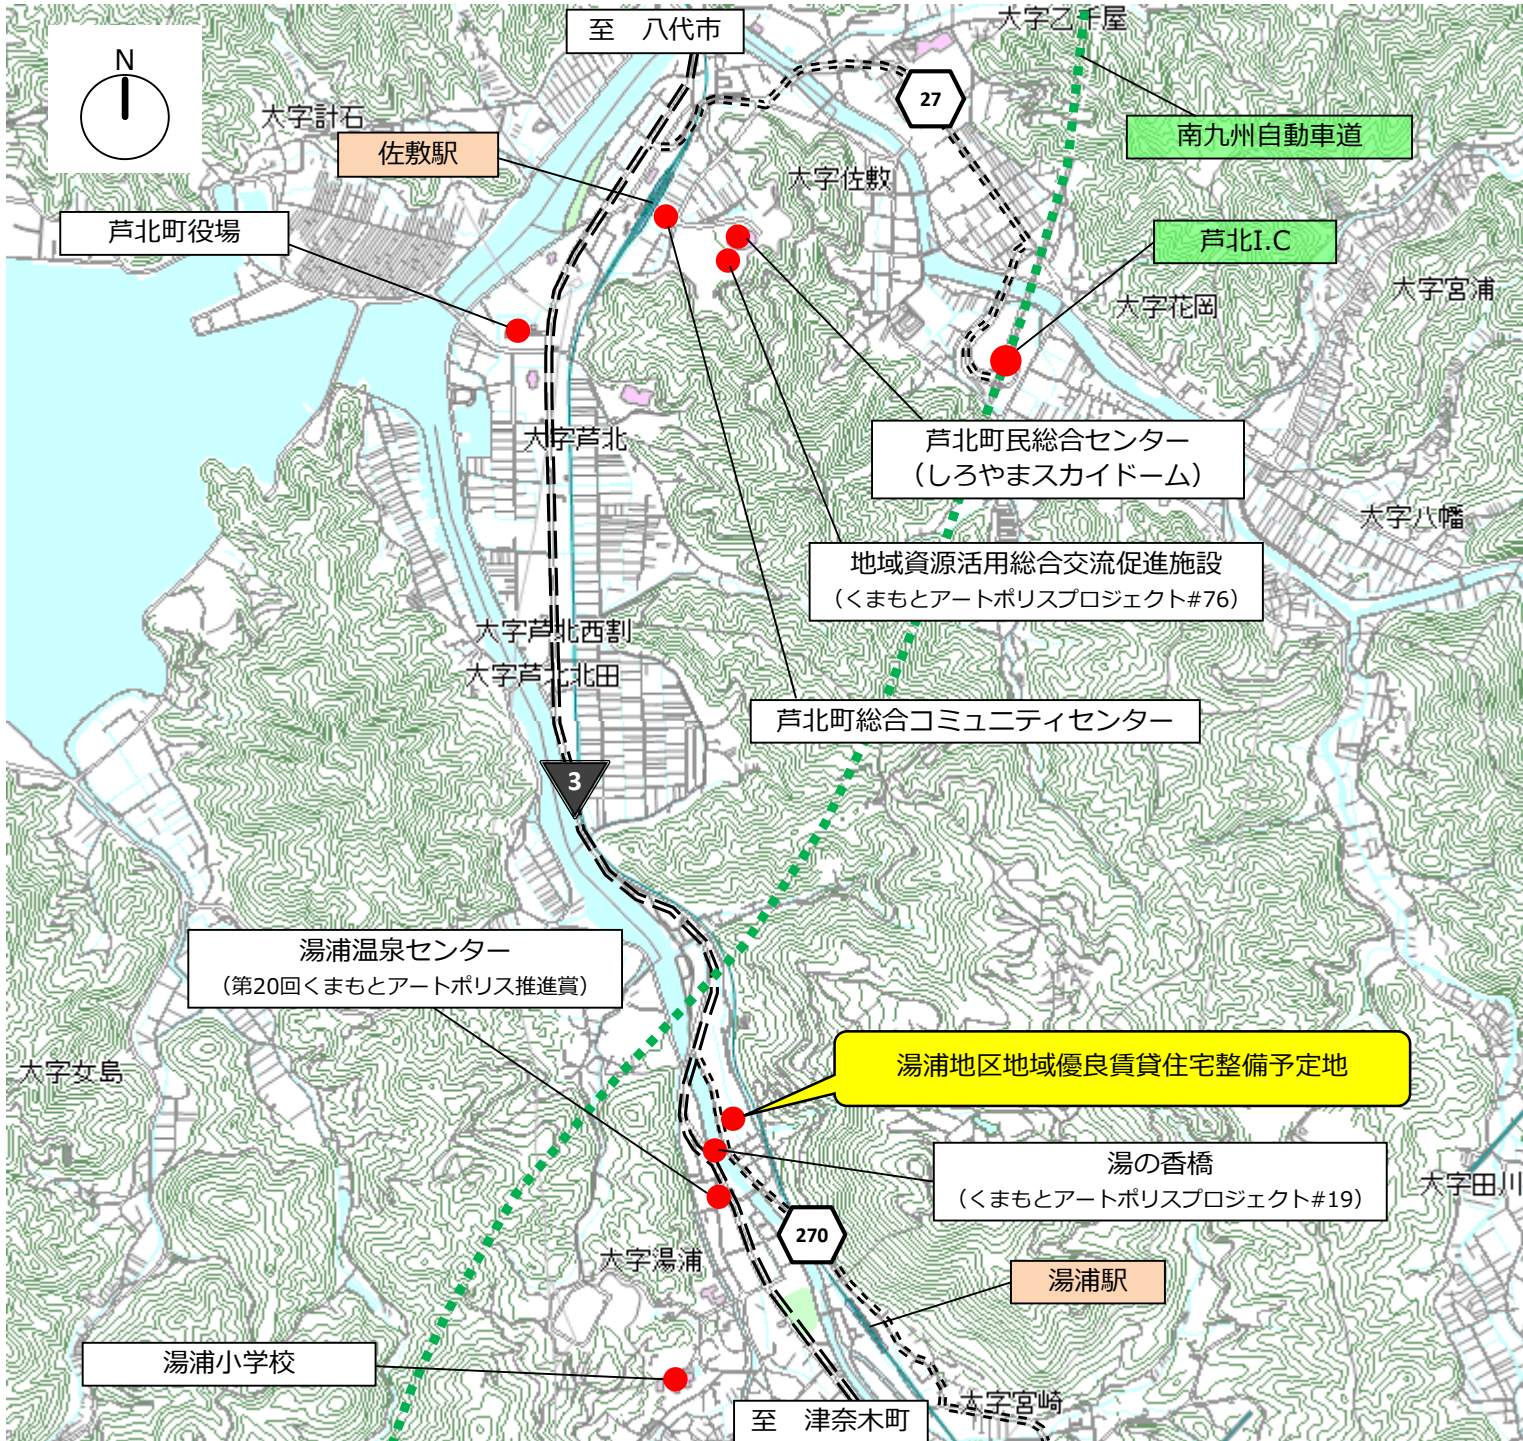 至 八代市
大字乙千屋
N
27
大字計石
南九州自動車道
佐敷駅
大字佐敷
芦北町役場
芦北I.C
大字宮浦
大字花岡
大字芦北
芦北町民総合センター
（しろやまスカイドーム）
大字八幡
地域資源活用総合交流促進施設
（くまもとアートポリスプロジェクト#76）
大字芦北西割
大字芦北北田
芦北町総合コミュニティセンター
3
湯浦温泉センター
（第20回くまもとアートポリス推進賞）
湯浦地区地域優良賃貸住宅整備予定地
大字女島
湯の香橋
（くまもとアートポリスプロジェクト#19）
大字田川
270
大字湯浦
湯浦駅
湯浦小学校
大字宮崎
至 津奈木町